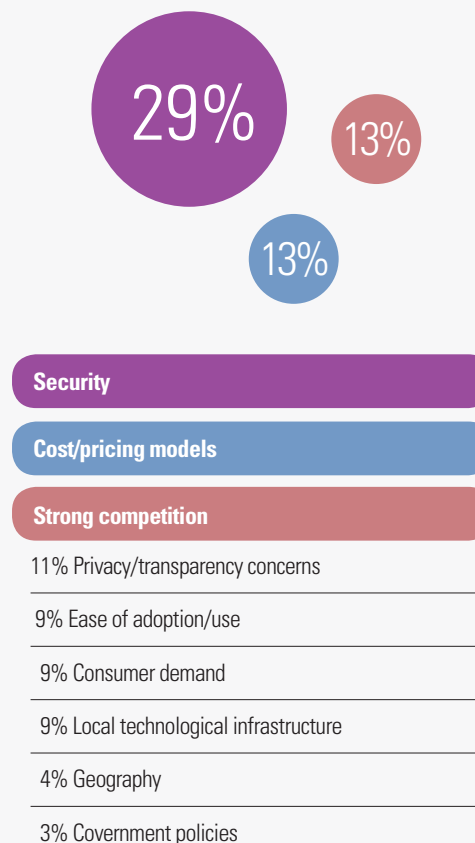 29%
13%
13%
Security
Cost/pricing models
Strong competition
11% Privacy/transparency concerns
9% Ease of adoption/use
9% Consumer demand
9% Local technological infrastructure
4% Geography
3% Covernment policies